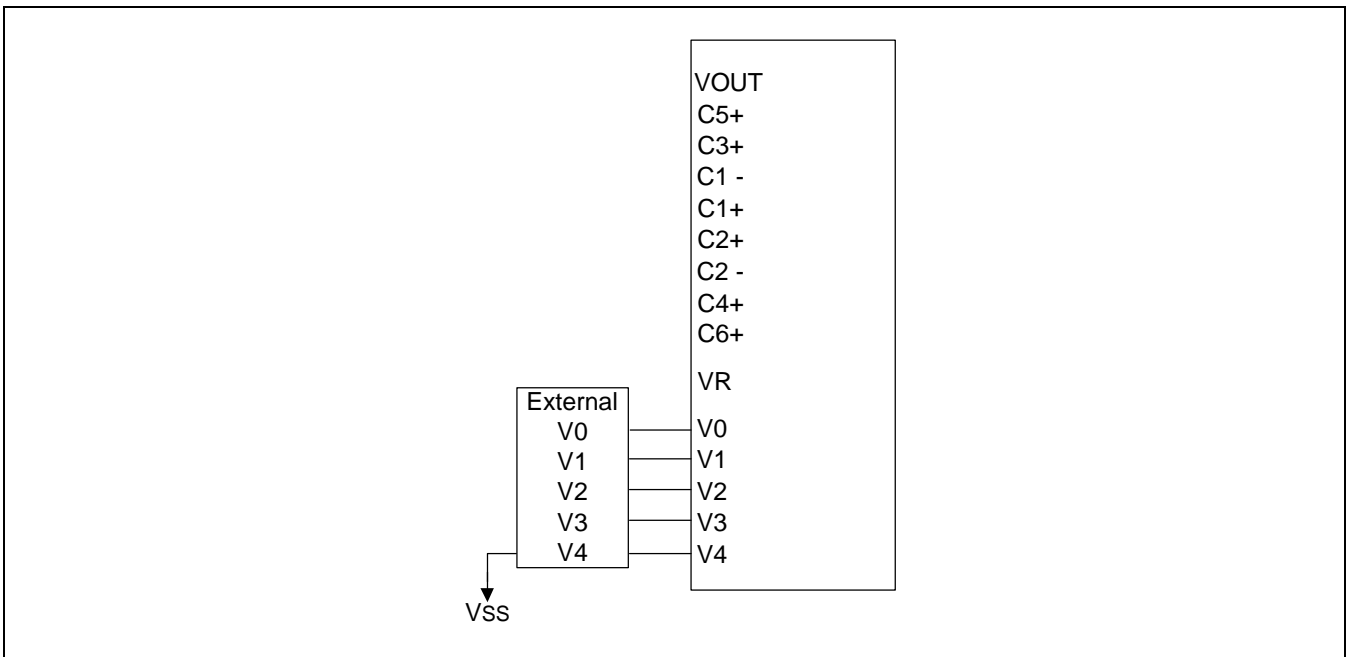 VOUT
C5+
C3+
C1 -
C1+
C2+
C2 -
C4+
C6+
VR
V0
V1
V2
V3
V4
External
V0
V1
V2
V3
V4
VSS